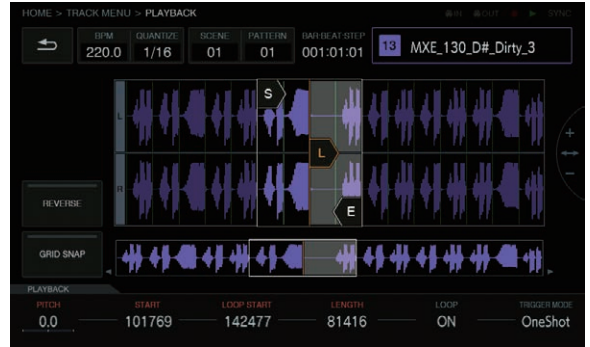 HOME > TRACK MENU > PLAYBACK
IN OUT SYNC
BPM QUANTIZE SCENE PATTERN BAR:BEAT:STEP
220.0 1/16 01 01 001:01:01 13 MXE_130_D#_Dirty_3
S
L
L
+
-
R
E
REVERSE
GRID SNAP
PLAYBACK
PITCH START LOOP START LENGTH LOOP TRIGGER MODE
0.0 101769 142477 81416 ON OneShot